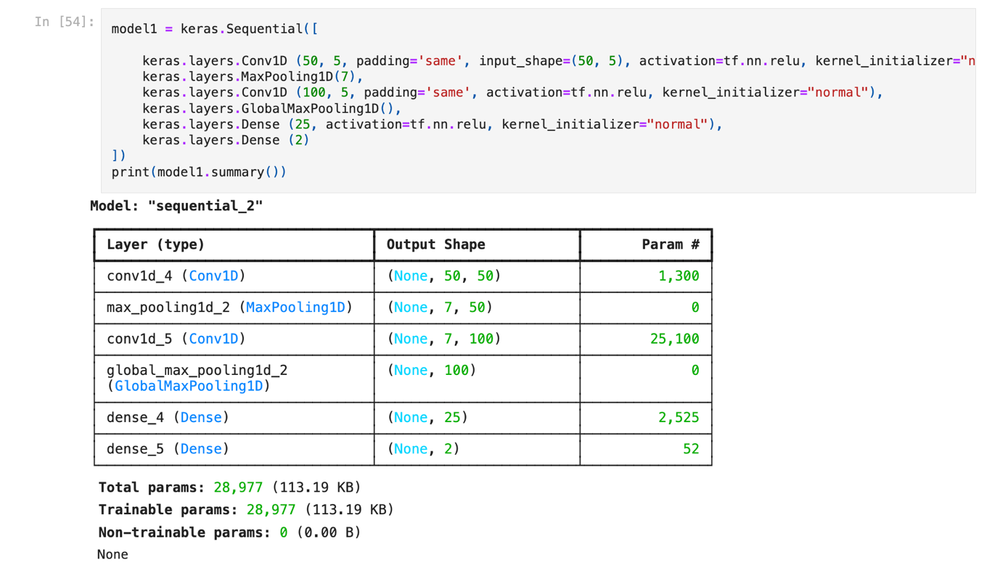 In [54]:
model1 = keras.Sequential([
keras.layers.Conv1D (50, 5, padding='same', input_shape=(50, 5), activation=tf.nn.relu, kernel_initializer="n
keras.layers.MaxPooling1D(7),
keras.layers.Conv1D (100, 5, padding='same', activation=tf.nn.relu, kernel_initializer="normal"),
keras.layers.GlobalMaxPooling1D(),
keras.layers.Dense (25, activation=tf.nn.relu, kernel_initializer="normal"),
keras.layers.Dense (2)
])
print(model1.summary())
Model: "sequential_2"
Layer (type) Output Shape Param #
conv1d_4 (Conv1D) (None, 50, 50) 1,300
max_pooling1d_2 (MaxPooling1D) (None, 7, 50) 0
conv1d_5 (Conv1D) (None, 7, 100) 25,100
global_max_pooling1d_2 (None, 100) 0
(GlobalMaxPooling1D)
dense_4 (Dense) (None, 25) 2,525
dense_5 (Dense) (None, 2) 52
Total params: 28,977 (113.19 KB)
Trainable params: 28,977 (113.19 KB)
Non-trainable params: 0 (0.00 B)
None